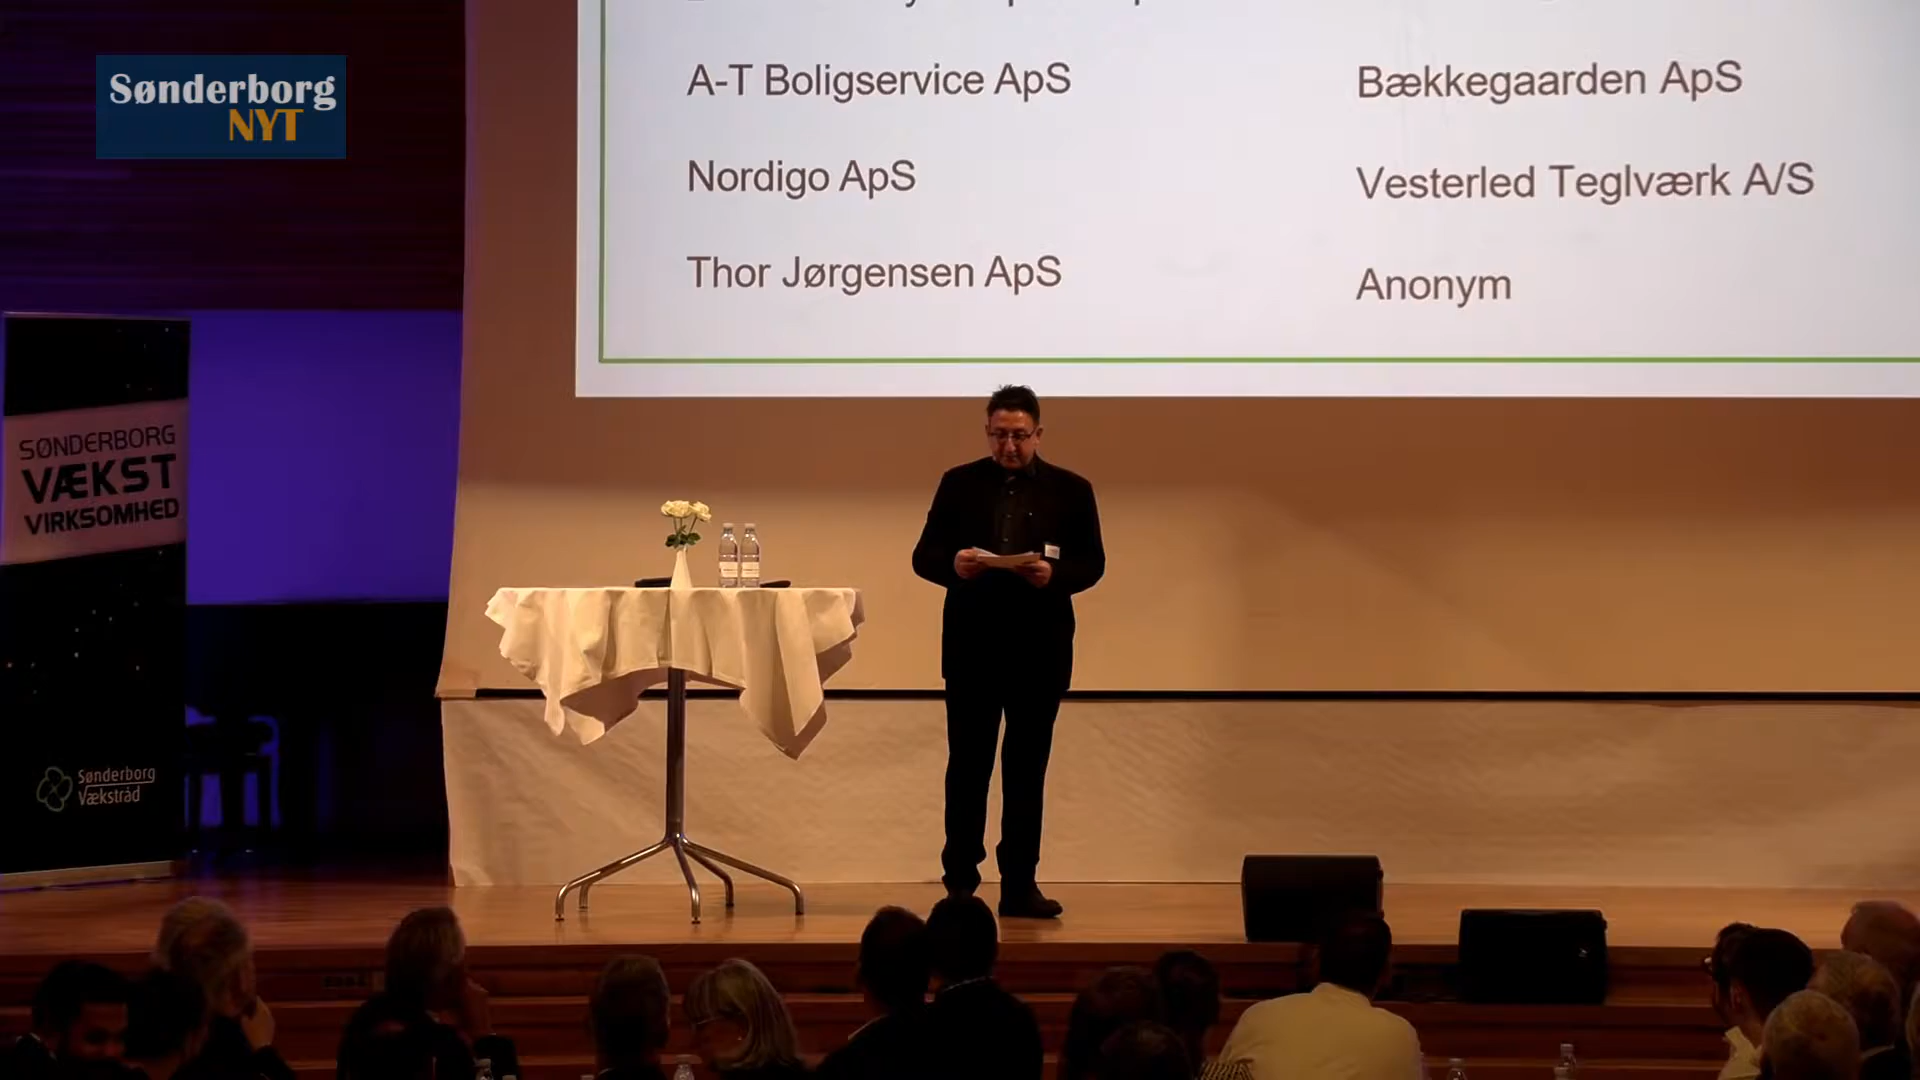 Sønderborg
NYT
A-T Boligservice ApS
Nordigo ApS
Thor Jørgensen ApS
Bækkegaarden ApS
Vesterled Teglværk A/S
Anonym
SØNDERBORG
VÆKST
VIRKSOMHED
Sønderborg
Vækstråd